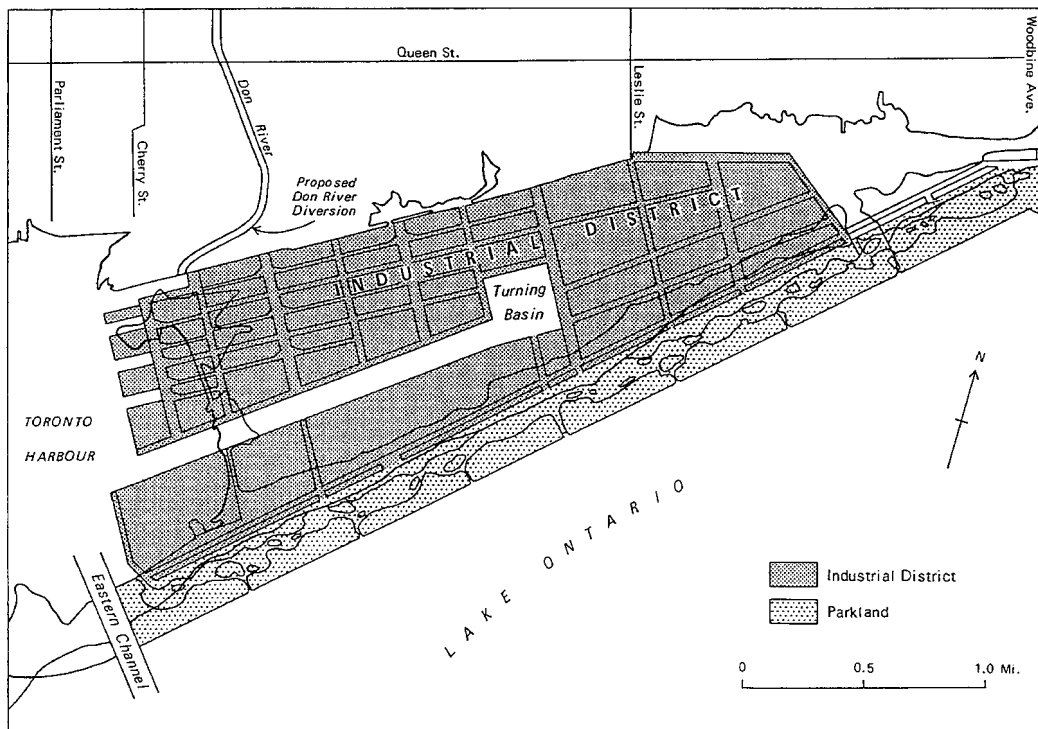 Queen St.
Parliament St.
Cherry St.
Don River
Leslie St.
Woodbine Ave.
Proposed
Don River
Diversion
INDUSTRIAL DISTRICT
Turning
Basin
N
TORONTO
HARBOUR
LAKE ONTARIO
Eastern Channel
Industrial District
Parkland
0 0.5 1.0 Mi.